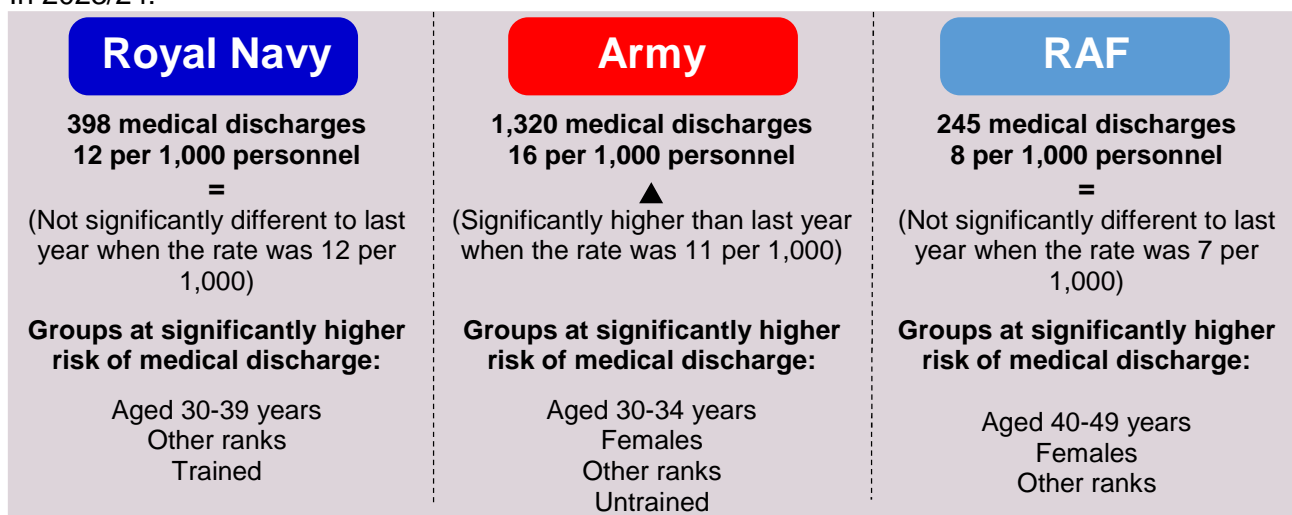 In 2023/24:
Royal Navy
398 medical discharges
12 per 1,000 personnel
=
(Not significantly different to last
year when the rate was 12 per
1,000)
Groups at significantly higher
risk of medical discharge:
Aged 30-39 years
Other ranks
Trained
Army
1,320 medical discharges
16 per 1,000 personnel
▲
(Significantly higher than last year
when the rate was 11 per 1,000)
Groups at significantly higher
risk of medical discharge:
Aged 30-34 years
Females
Other ranks
Untrained
RAF
245 medical discharges
8 per 1,000 personnel
=
(Not significantly different to last
year when the rate was 7 per
1,000)
Groups at significantly higher
risk of medical discharge:
Aged 40-49 years
Females
Other ranks